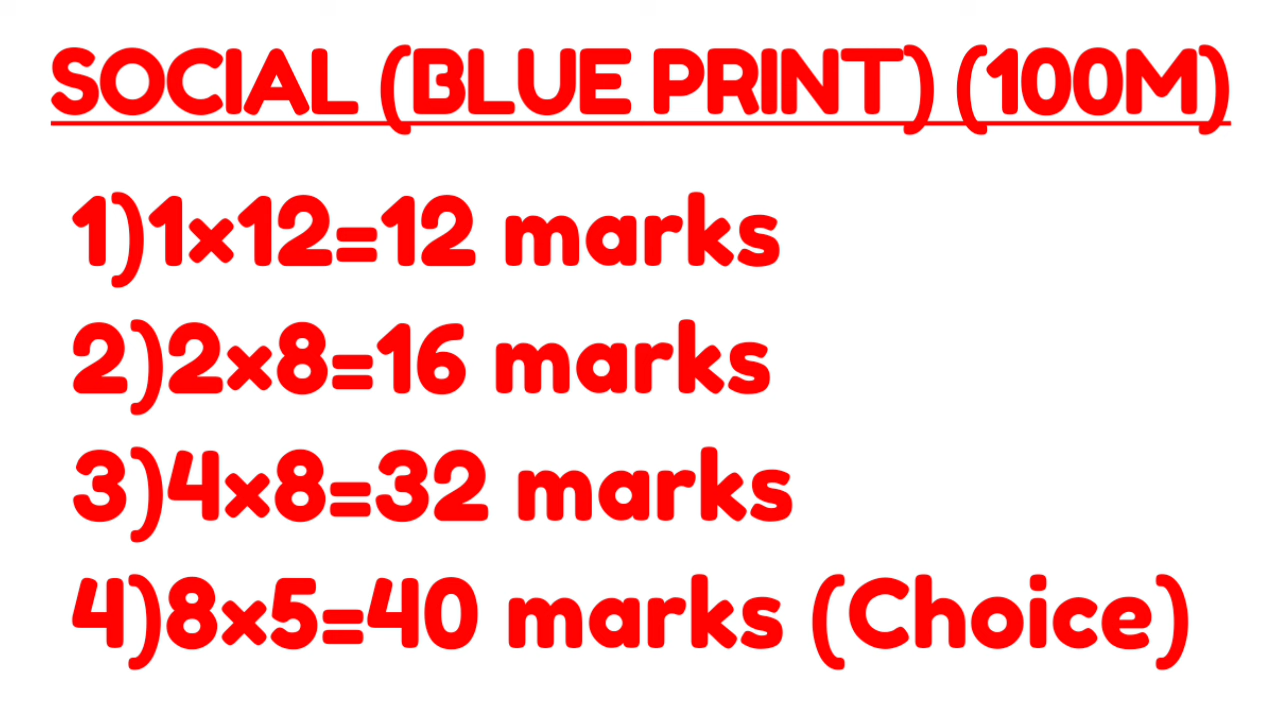 SOCIAL (BLUE PRINT) (100M)
1)1×12=12 marks
2)2×8=16 marks
3)4×8=32 marks
4)8×5=40 marks (Choice)